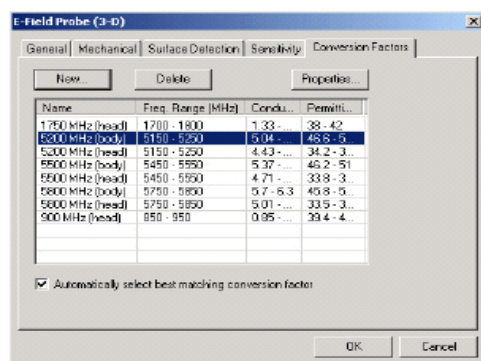 E-Field Probe (3-D)
General Mechanical Surface Detection Sensitivity Conversion Factors
New... Delete Properties...
Name Freq. Range (MHz) Condu... Permitti...
1750 MHz (head) 1700 - 1800 1.33 - ... 38 - 42
5200 MHz (body) 5150 - 5250 5.04 - ... 46.6 - 5...
5200 MHz (head) 5150 - 5250 4.43 - ... 34.2 - 3...
5500 MHz (body) 5450 - 5550 5.37 - ... 46.2 - 51
5500 MHz (head) 5450 - 5550 4.71 - ... 33.8 - 3...
5800 MHz (body) 5750 - 5850 5.7 - 6.3 45.8 - 5...
5800 MHz (head) 5750 - 5850 5.01 - ... 33.5 - 3...
900 MHz (head) 850 - 950 0.85 - ... 39.4 - 4...
Automatically select best matching conversion factor
OK Cancel